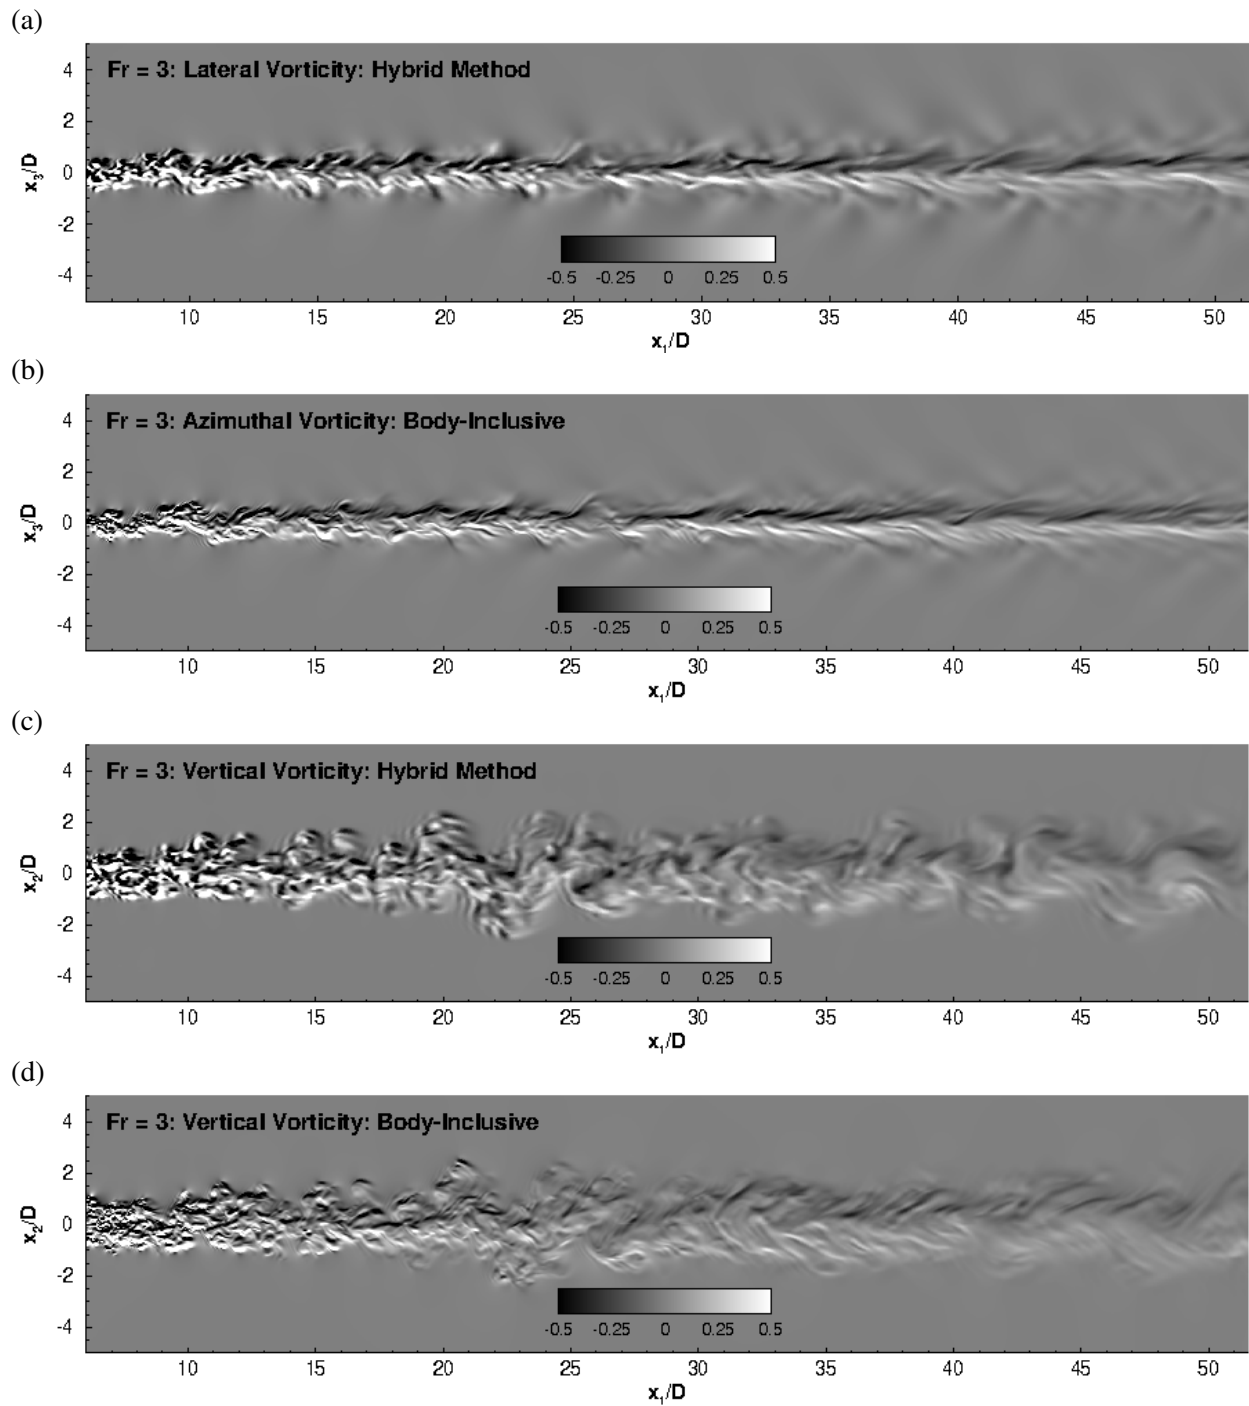 (a)
Fr = 3: Lateral Vorticity: Hybrid Method
x3/D
4
2
0
-2
-4
-0.5 -0.25 0 0.25 0.5
10 15 20 25 30 35 40 45 50
x1/D
(b)
Fr = 3: Azimuthal Vorticity: Body-Inclusive
x3/D
4
2
0
-2
-4
-0.5 -0.25 0 0.25 0.5
10 15 20 25 30 35 40 45 50
x1/D
(c)
Fr = 3: Vertical Vorticity: Hybrid Method
x2/D
4
2
0
-2
-4
-0.5 -0.25 0 0.25 0.5
10 15 20 25 30 35 40 45 50
x1/D
(d)
Fr = 3: Vertical Vorticity: Body-Inclusive
x2/D
4
2
0
-2
-4
-0.5 -0.25 0 0.25 0.5
10 15 20 25 30 35 40 45 50
x1/D